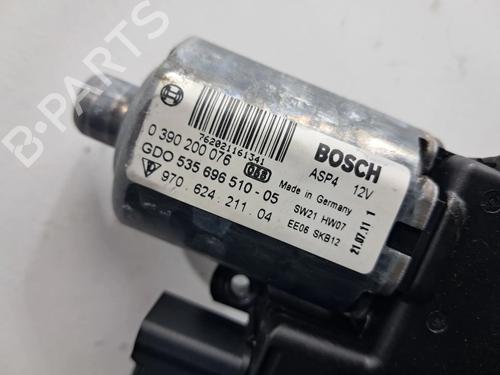 B-PARTS
762021161341
0 390 200 076
GDO 535 696 510 - 05
970 . 624 . 211 . 04
BOSCH
ASP4 12V
Made in Germany
SW21 HW07
EE06 SKB12
21.07.11 1